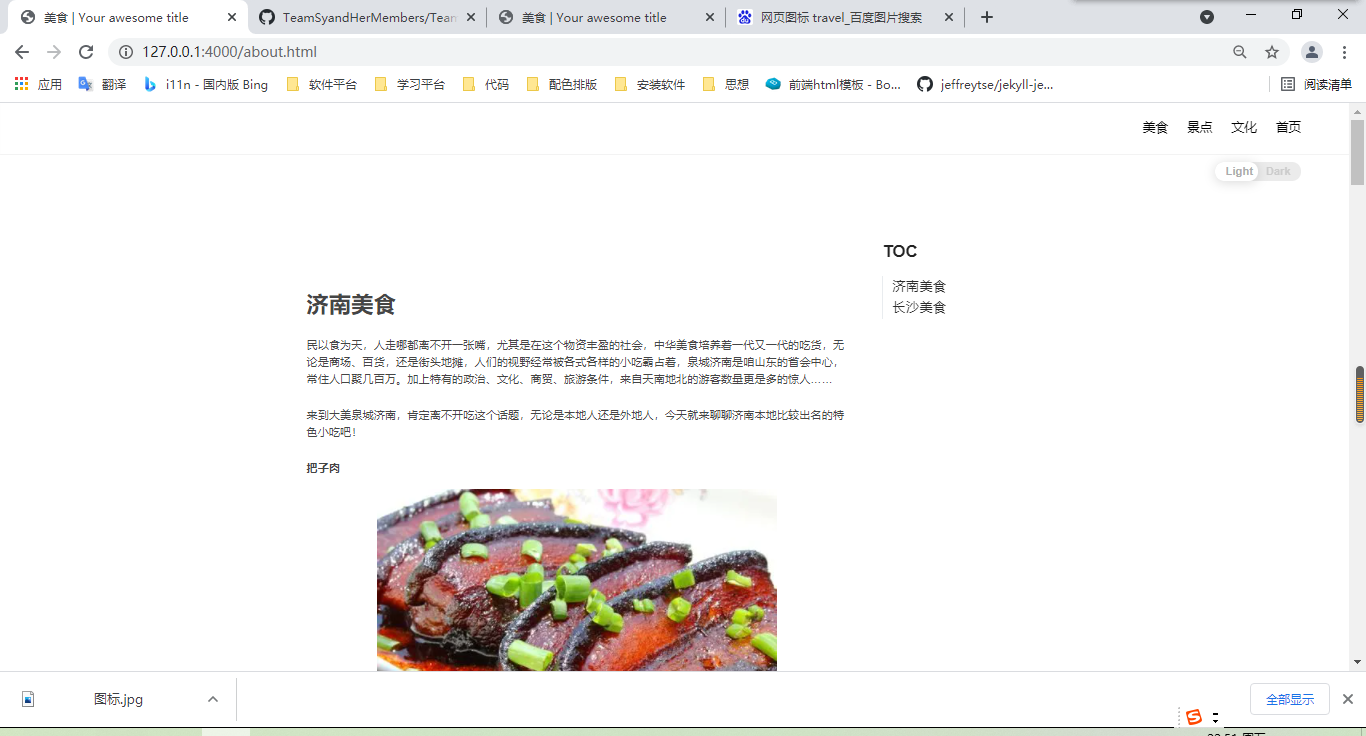 美食 | Your awesome title
TeamSyandHerMembers/Team
美食 | Your awesome title
网页图标 travel_百度图片搜索
127.0.0.1:4000/about.html
应用
翻译
i11n - 国内版 Bing
软件平台
学习平台
代码
配色排版
安装软件
思想
前端html模板 - Bo...
jeffreytse/jekyll-je...
阅读清单
美食 景点 文化 首页
Light Dark
TOC
济南美食
长沙美食
济南美食
民以食为天，人走哪都离不开一张嘴，尤其是在这个物资丰盈的社会，中华美食培养着一代又一代的吃货，无
论是商场、百货，还是街头地摊，人们的视野经常被各式各样的小吃霸占着，泉城济南是咱山东的省会中心，
常住人口聚几百万。加上特有的政治、文化、商贸、旅游条件，来自天南地北的游客数量更是多的惊人……
来到大美泉城济南，肯定离不开吃这个话题，无论是本地人还是外地人，今天就来聊聊济南本地比较出名的特
色小吃吧！
把子肉
图标.jpg
全部显示